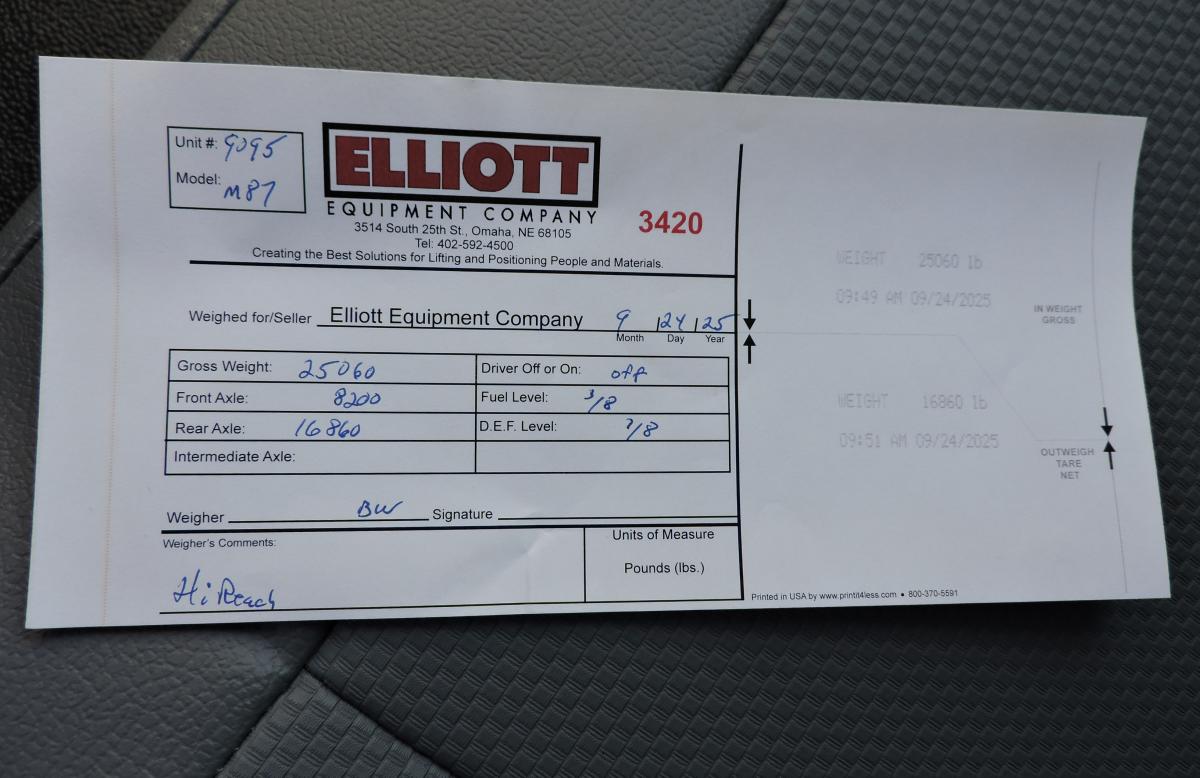 Unit #: 9095
Model: M87
ELLIOTT
EQUIPMENT COMPANY
3514 South 25th St., Omaha, NE 68105
Tel: 402-592-4500
Creating the Best Solutions for Lifting and Positioning People and Materials.
3420
Weighed for/Seller Elliott Equipment Company 9 / 24 / 25
Month Day Year
Gross Weight: 25060 Driver Off or On: off
Front Axle: 8200 Fuel Level: 3/8
Rear Axle: 16860 D.E.F. Level: 7/8
Intermediate Axle:
Weigher BW Signature
Weigher's Comments:
Hi Reach
Units of Measure
Pounds (lbs.)
WEIGHT 25060 lb
09:49 AM 09/24/2025
IN WEIGHT
GROSS
WEIGHT 16860 lb
09:51 AM 09/24/2025
OUTWEIGH
TARE
NET
Printed in USA by www.printit4less.com • 800-370-5591